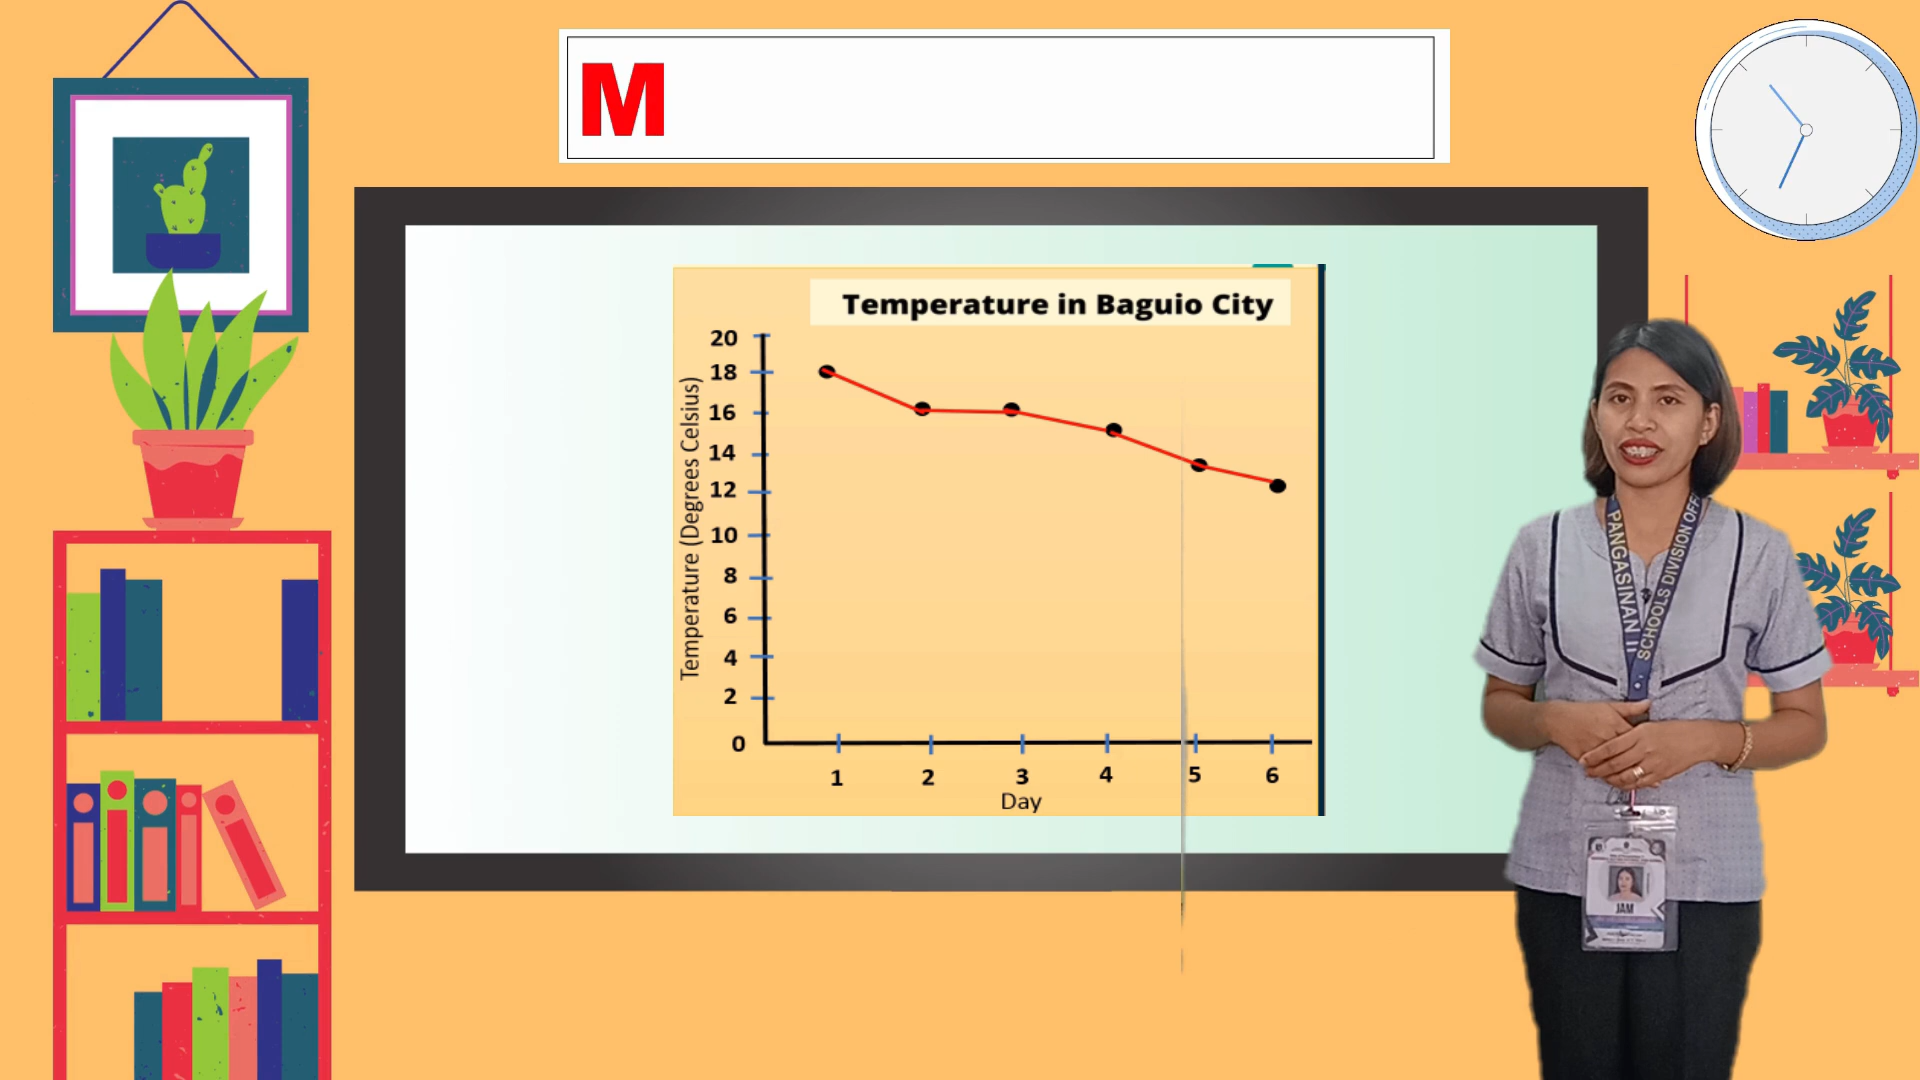 M
Temperature in Baguio City
Temperature (Degrees Celsius)
20
18
16
14
12
10
8
6
4
2
0
1 2 3 4 5 6
Day
PANGASINAN II
SCHOOLS DIVISION OFF
JAM